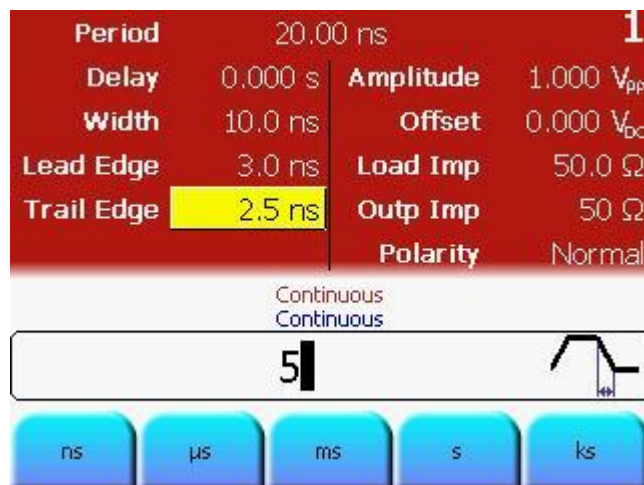 Period 20.00 ns 1
Delay 0.000 s Amplitude 1.000 Vpp
Width 10.0 ns Offset 0.000 VDC
Lead Edge 3.0 ns Load Imp 50.0 Ω
Trail Edge 2.5 ns Outp Imp 50 Ω
Polarity Normal
Continuous
Continuous
5
ns µs ms s ks